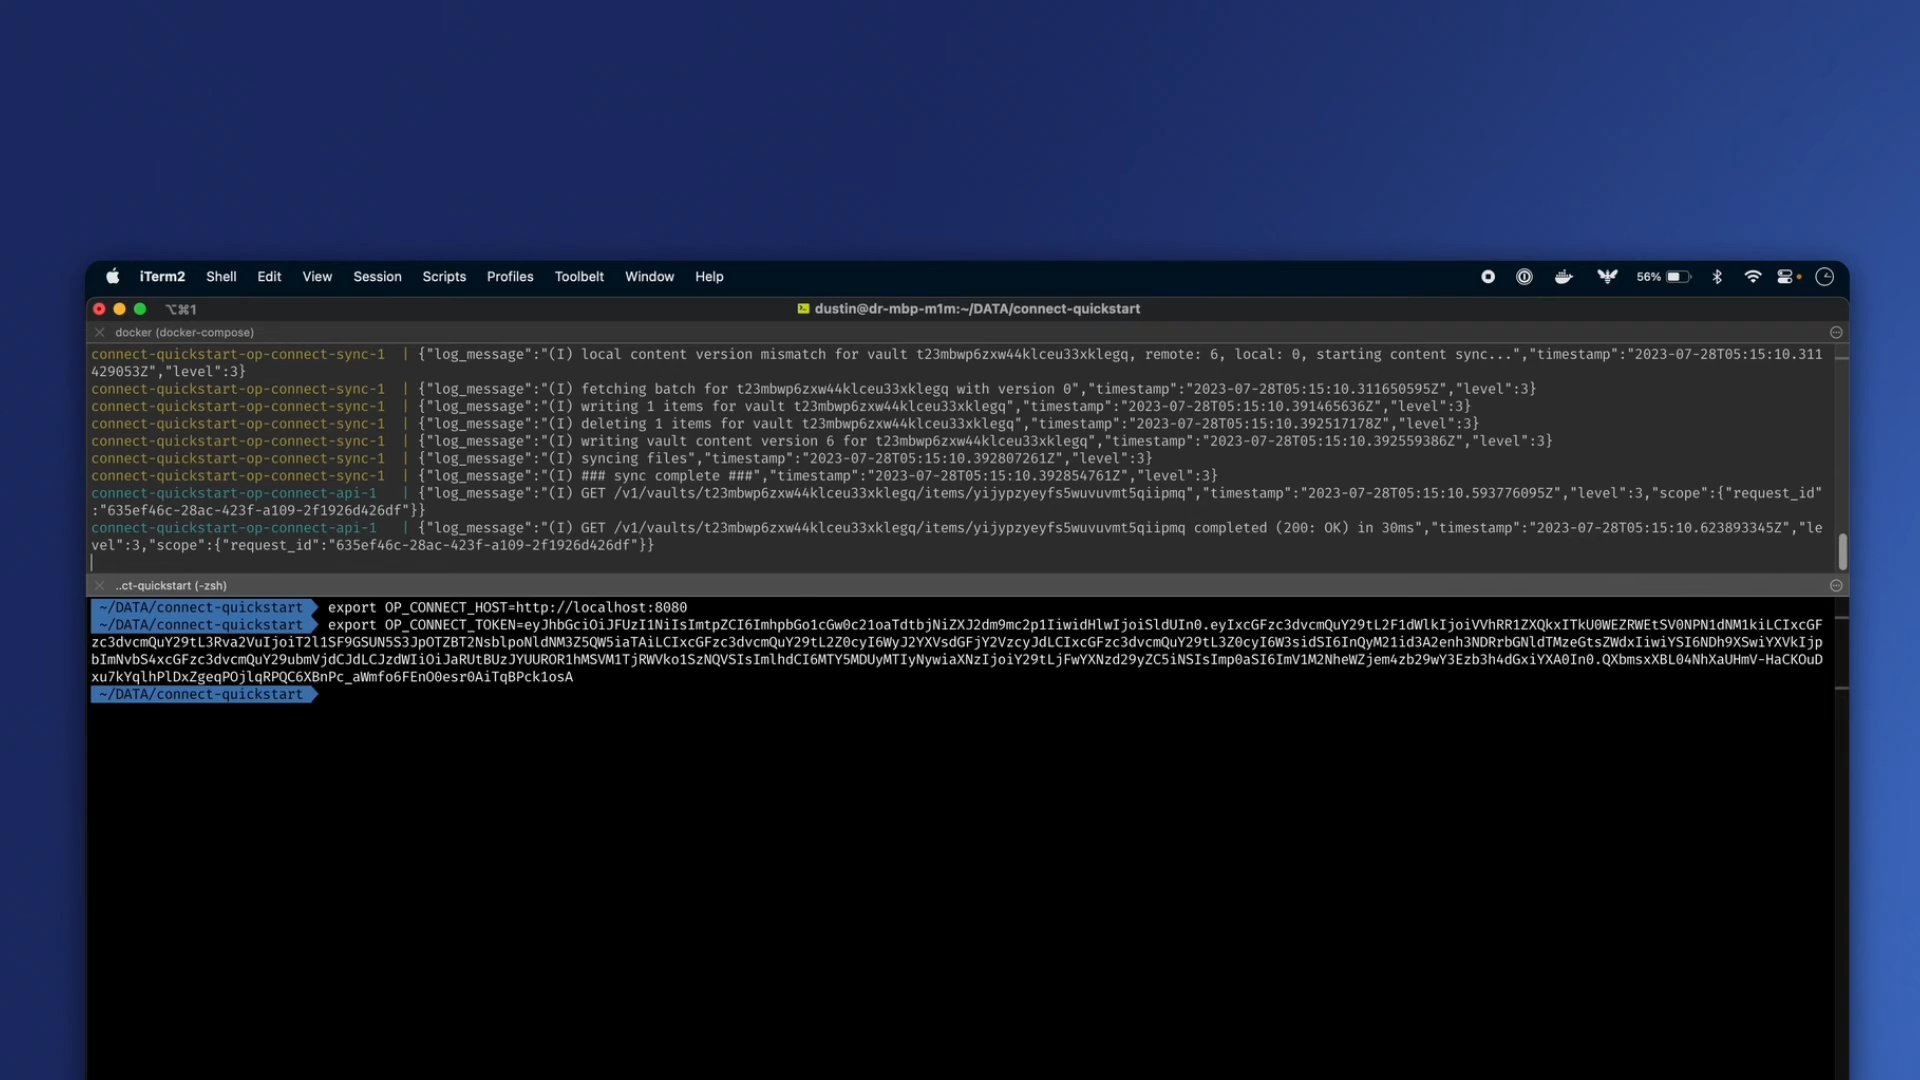 iTerm2 Shell Edit View Session Scripts Profiles Toolbelt Window Help 56%
⌥⌘1 dustin@dr-mbp-m1m:~/DATA/connect-quickstart
docker (docker-compose)
connect-quickstart-op-connect-sync-1 | {"log_message":"(I) local content version mismatch for vault t23mbwp6zxw44klceu33xklegq, remote: 6, local: 0, starting content sync...","timestamp":"2023-07-28T05:15:10.311
429053Z","level":3}
connect-quickstart-op-connect-sync-1 | {"log_message":"(I) fetching batch for t23mbwp6zxw44klceu33xklegq with version 0","timestamp":"2023-07-28T05:15:10.311650595Z","level":3}
connect-quickstart-op-connect-sync-1 | {"log_message":"(I) writing 1 items for vault t23mbwp6zxw44klceu33xklegq","timestamp":"2023-07-28T05:15:10.391465636Z","level":3}
connect-quickstart-op-connect-sync-1 | {"log_message":"(I) deleting 1 items for vault t23mbwp6zxw44klceu33xklegq","timestamp":"2023-07-28T05:15:10.392517178Z","level":3}
connect-quickstart-op-connect-sync-1 | {"log_message":"(I) writing vault content version 6 for t23mbwp6zxw44klceu33xklegq","timestamp":"2023-07-28T05:15:10.392559386Z","level":3}
connect-quickstart-op-connect-sync-1 | {"log_message":"(I) syncing files","timestamp":"2023-07-28T05:15:10.392807261Z","level":3}
connect-quickstart-op-connect-sync-1 | {"log_message":"(I) ### sync complete ###","timestamp":"2023-07-28T05:15:10.392854761Z","level":3}
connect-quickstart-op-connect-api-1 | {"log_message":"(I) GET /v1/vaults/t23mbwp6zxw44klceu33xklegq/items/yijypzyeyfs5wuvuvmt5qiipmq","timestamp":"2023-07-28T05:15:10.593776095Z","level":3,"scope":{"request_id"
:"635ef46c-28ac-423f-a109-2f1926d426df"}}
connect-quickstart-op-connect-api-1 | {"log_message":"(I) GET /v1/vaults/t23mbwp6zxw44klceu33xklegq/items/yijypzyeyfs5wuvuvmt5qiipmq completed (200: OK) in 30ms","timestamp":"2023-07-28T05:15:10.623893345Z","le
vel":3,"scope":{"request_id":"635ef46c-28ac-423f-a109-2f1926d426df"}}
..ct-quickstart (-zsh)
~/DATA/connect-quickstart export OP_CONNECT_HOST=http://localhost:8080
~/DATA/connect-quickstart export OP_CONNECT_TOKEN=
~/DATA/connect-quickstart